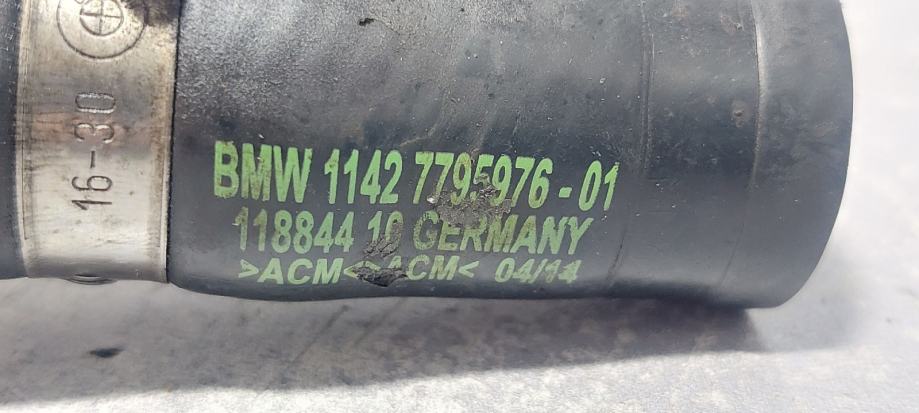 16-30
BMW 1142 7795976-01
118844 10 GERMANY
>ACM<>ACM< 04/14